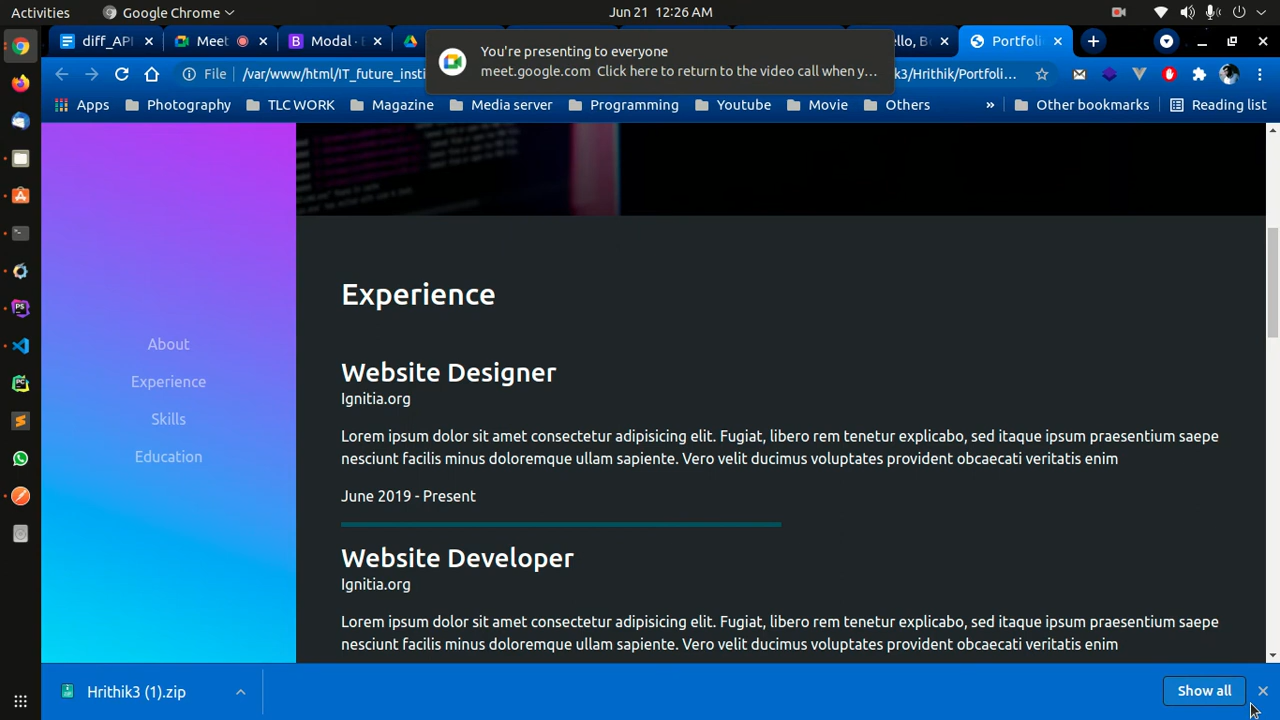 Activities
Google Chrome
Jun 21 12:26 AM
diff_API
Meet
Modal ·
You're presenting to everyone
meet.google.com Click here to return to the video call when y...
Portfoli
File
/var/www/html/IT_future_insti
k3/Hrithik/Portfoli...
Apps
Photography
TLC WORK
Magazine
Media server
Programming
Youtube
Movie
Others
»
Other bookmarks
Reading list
About
Experience
Skills
Education
Experience
Website Designer
Ignitia.org
Lorem ipsum dolor sit amet consectetur adipisicing elit. Fugiat, libero rem tenetur explicabo, sed itaque ipsum praesentium saepe
nesciunt facilis minus doloremque ullam sapiente. Vero velit ducimus voluptates provident obcaecati veritatis enim
June 2019 - Present
Website Developer
Ignitia.org
Lorem ipsum dolor sit amet consectetur adipisicing elit. Fugiat, libero rem tenetur explicabo, sed itaque ipsum praesentium saepe
nesciunt facilis minus doloremque ullam sapiente. Vero velit ducimus voluptates provident obcaecati veritatis enim
Hrithik3 (1).zip
Show all